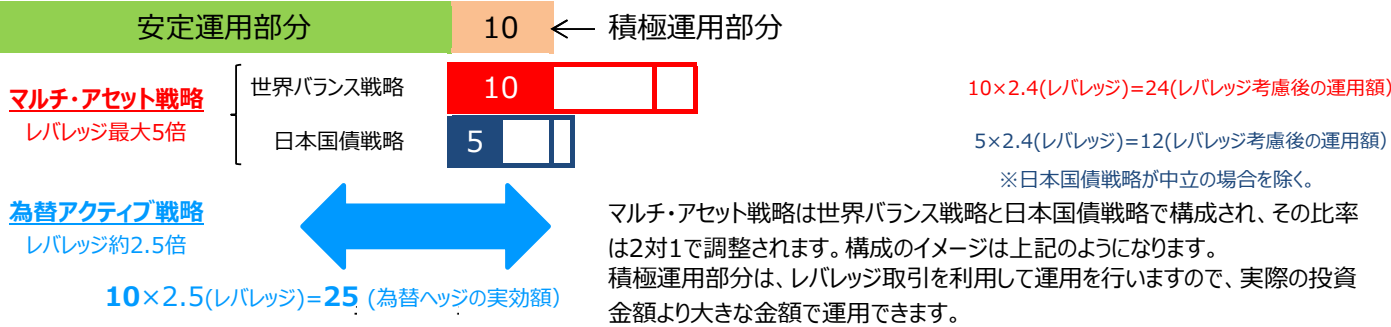 安定運用部分 10 ← 積極運用部分
マルチ・アセット戦略
レバレッジ最大5倍
世界バランス戦略 10
日本国債戦略 5
10×2.4(レバレッジ)=24(レバレッジ考慮後の運用額)
5×2.4(レバレッジ)=12(レバレッジ考慮後の運用額)
※日本国債戦略が中立の場合を除く。
為替アクティブ戦略
レバレッジ約2.5倍
10×2.5(レバレッジ)=25 (為替ヘッジの実効額)
マルチ・アセット戦略は世界バランス戦略と日本国債戦略で構成され、その比率
は2対1で調整されます。構成のイメージは上記のようになります。
積極運用部分は、レバレッジ取引を利用して運用を行いますので、実際の投資
金額より大きな金額で運用できます。